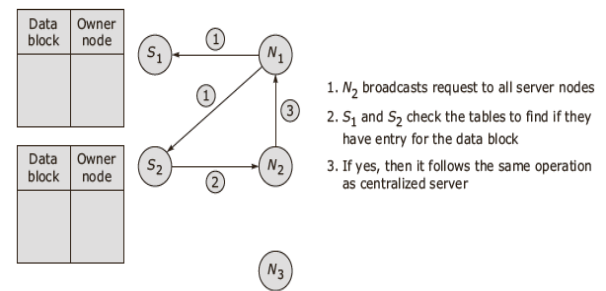 Data block
Owner node
S1
1
N1
1
3
S2
2
N2
Data block
Owner node
N3
1. N2 broadcasts request to all server nodes
2. S1 and S2 check the tables to find if they
have entry for the data block
3. If yes, then it follows the same operation
as centralized server